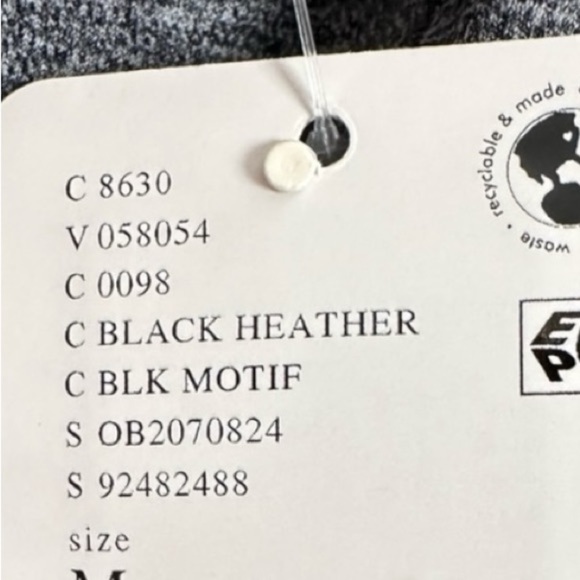 recyclable & made
waste
C 8630
V 058054
C 0098
C BLACK HEATHER
C BLK MOTIF
S OB2070824
S 92482488
size
M